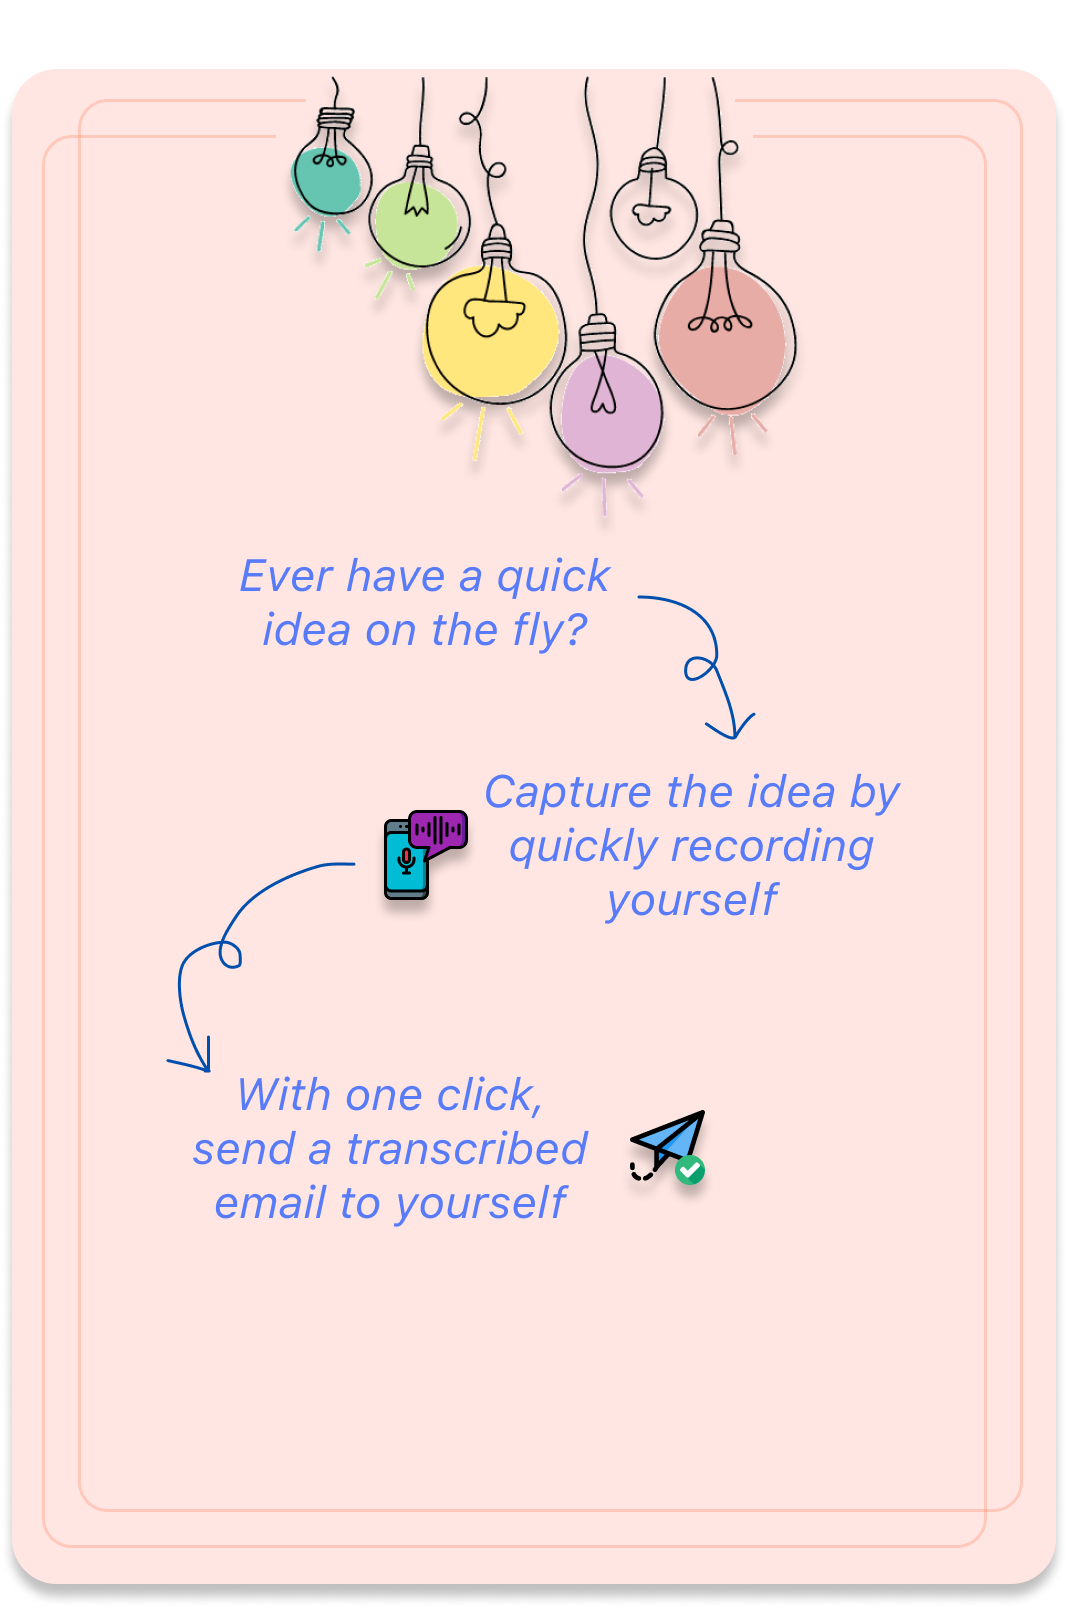 Ever have a quick
idea on the fly?
Capture the idea by
quickly recording
yourself
With one click,
send a transcribed
email to yourself